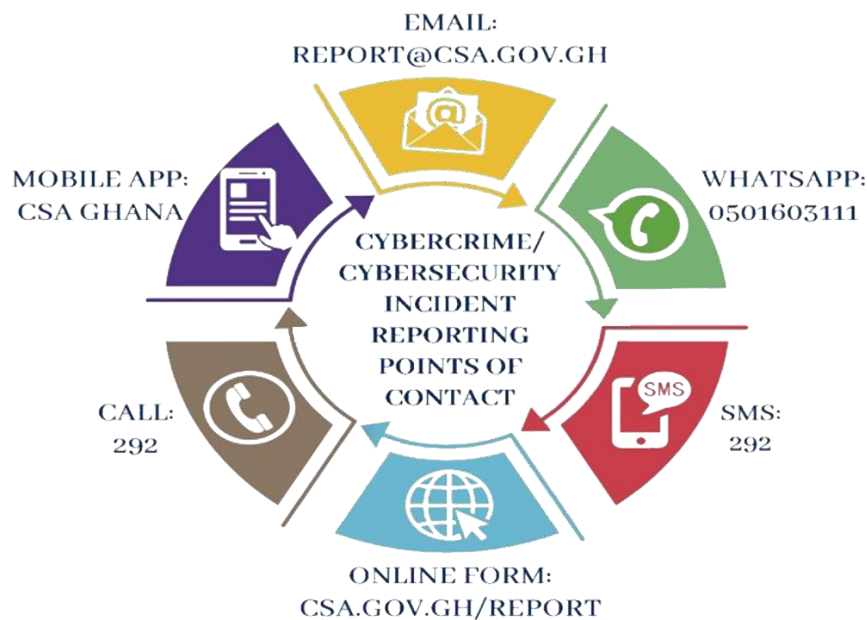 EMAIL:
REPORT@CSA.GOV.GH
MOBILE APP:
CSA GHANA
WHATSAPP:
0501603111
CYBERCRIME/
CYBERSECURITY
INCIDENT
REPORTING
POINTS OF
CONTACT
CALL:
292
SMS
SMS:
292
ONLINE FORM:
CSA.GOV.GH/REPORT